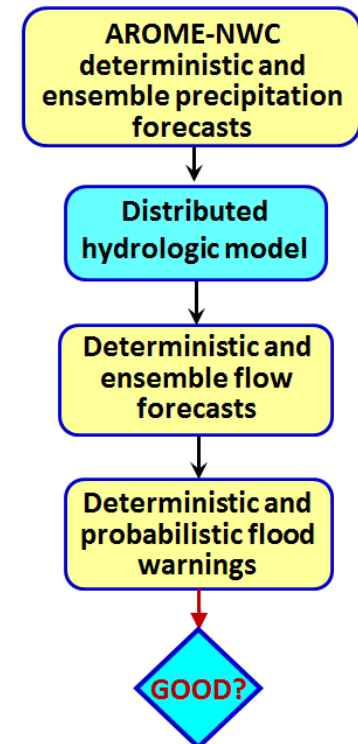 AROME-NWC
deterministic and
ensemble precipitation
forecasts
Distributed
hydrologic model
Deterministic and
ensemble flow
forecasts
Deterministic and
probabilistic flood
warnings
GOOD?